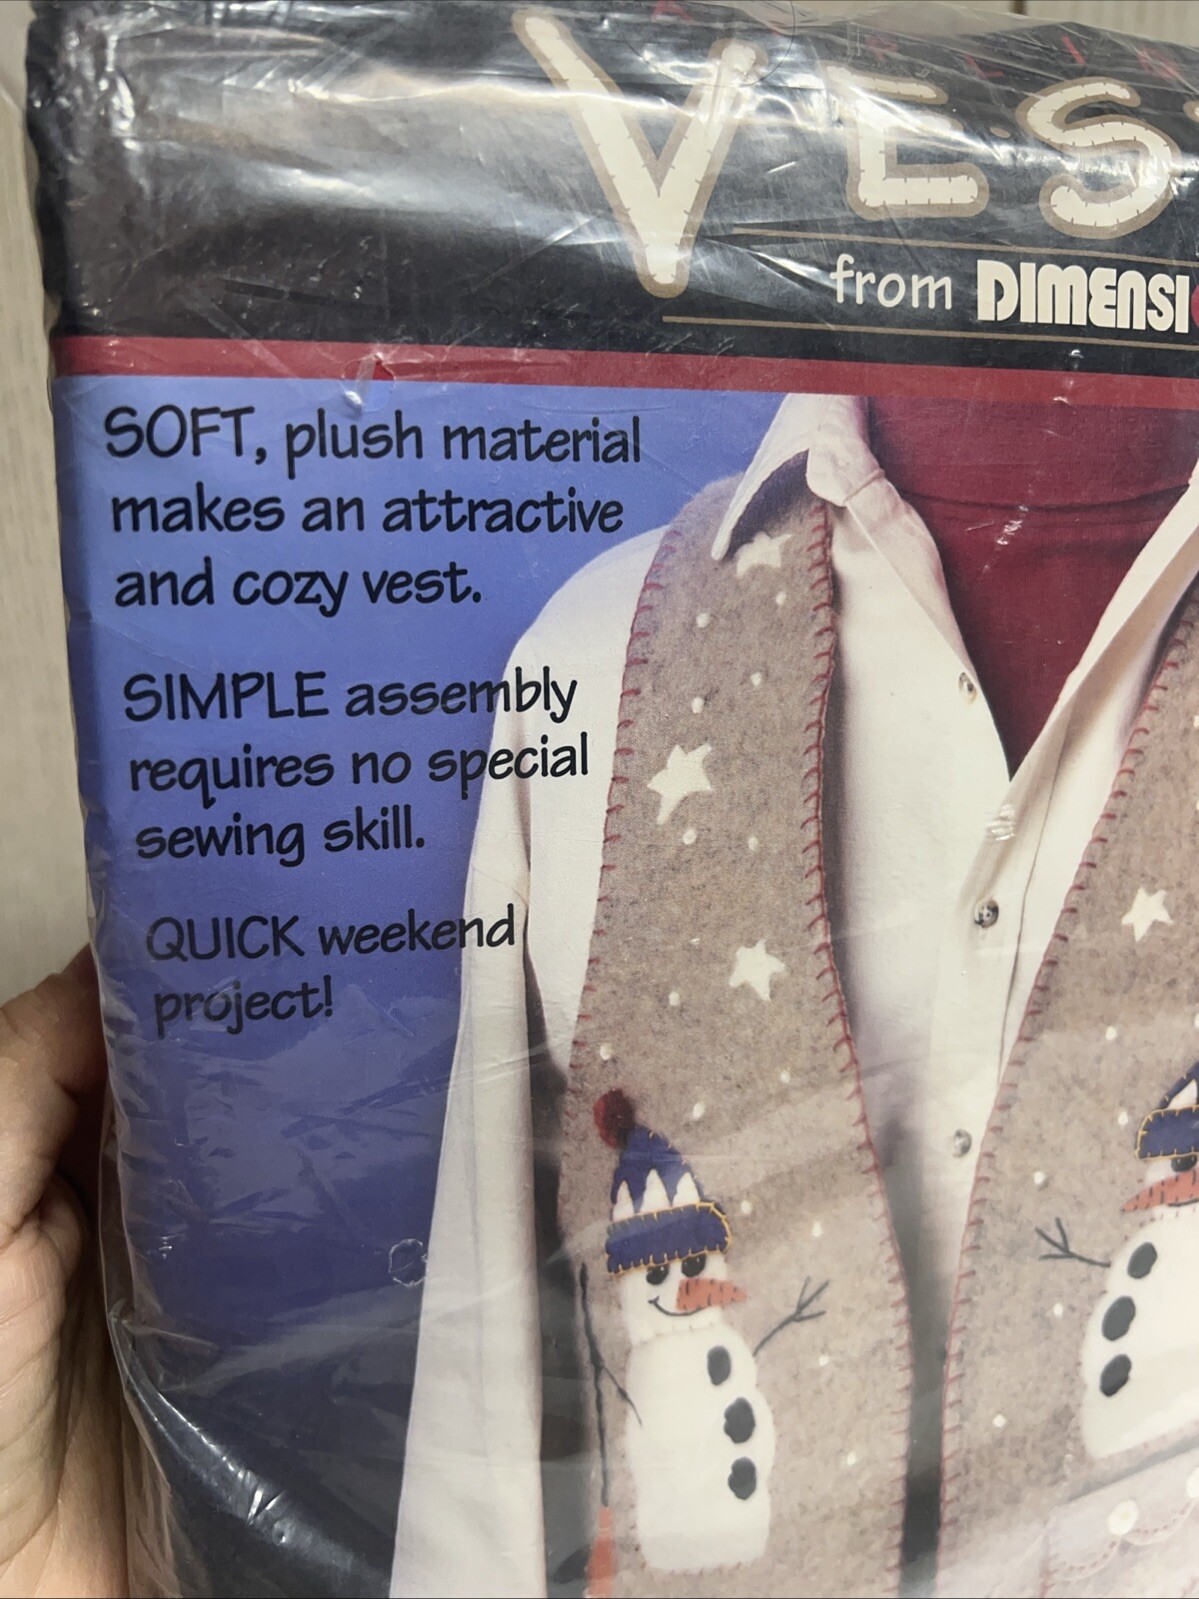 VES
from DIMENSI
SOFT, plush material
makes an attractive
and cozy vest.
SIMPLE assembly
requires no special
sewing skill.
QUICK weekend
project!